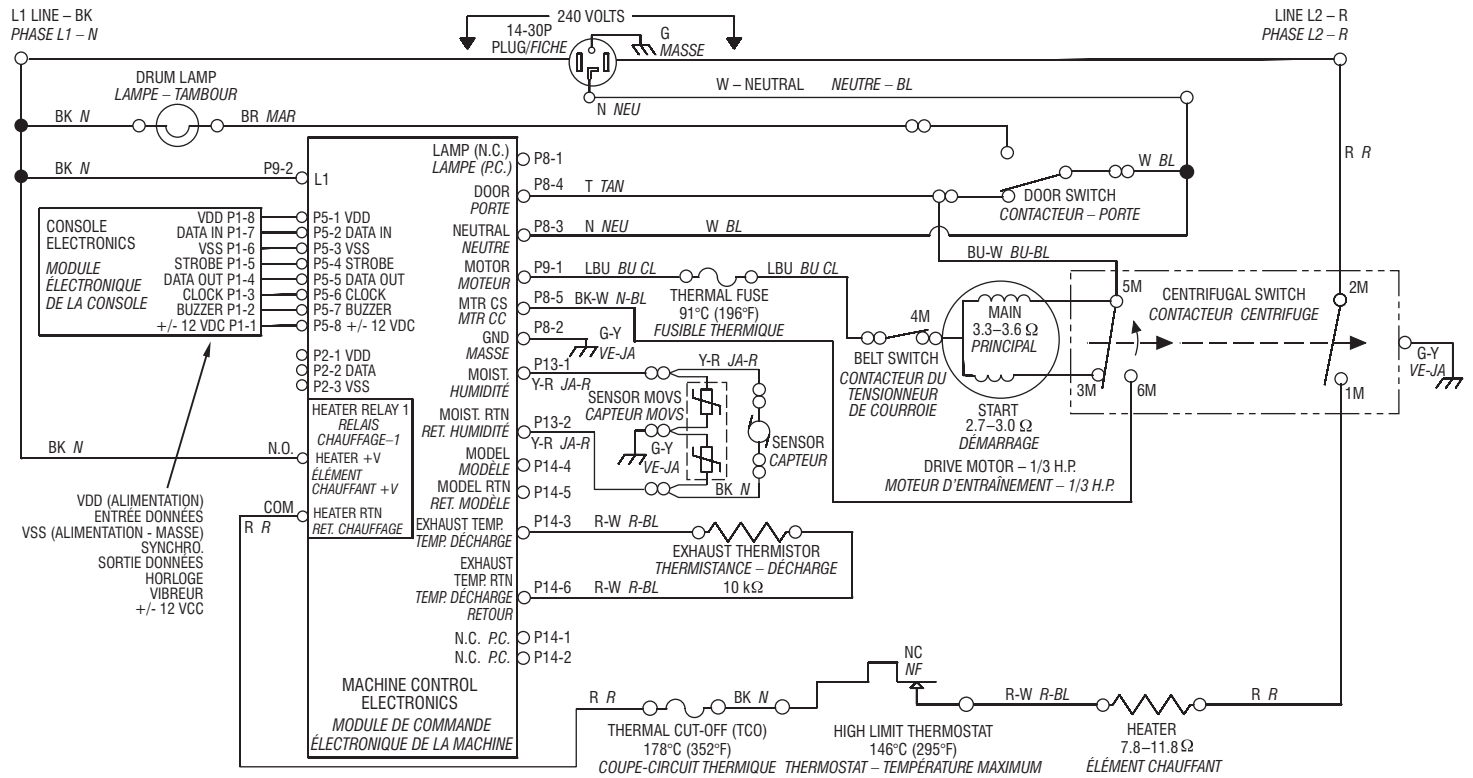 L1 LINE – BK
PHASE L1 – N
240 VOLTS
14-30P
PLUG/FICHE
G
MASSE
LINE L2 – R
PHASE L2 – R
W – NEUTRAL NEUTRE – BL
N NEU
DRUM LAMP
LAMPE – TAMBOUR
BK N
BR MAR
R R
BK N
P9-2
L1
LAMP (N.C.)
LAMPE (P.C.)
P8-1
DOOR
PORTE
P8-4
T TAN
W BL
DOOR SWITCH
CONTACTEUR – PORTE
NEUTRAL
NEUTRE
P8-3
N NEU
W BL
BU-W BU-BL
CONSOLE
ELECTRONICS
MODULE
ÉLECTRONIQUE
DE LA CONSOLE
VDD P1-8
DATA IN P1-7
VSS P1-6
STROBE P1-5
DATA OUT P1-4
CLOCK P1-3
BUZZER P1-2
+/- 12 VDC P1-1
P5-1 VDD
P5-2 DATA IN
P5-3 VSS
P5-4 STROBE
P5-5 DATA OUT
P5-6 CLOCK
P5-7 BUZZER
P5-8 +/- 12 VDC
P2-1 VDD
P2-2 DATA
P2-3 VSS
MOTOR
MOTEUR
P9-1
LBU BU CL
LBU BU CL
THERMAL FUSE
91°C (196°F)
FUSIBLE THERMIQUE
MTR CS
MTR CC
P8-5
BK-W N-BL
GND
MASSE
P8-2
G-Y
VE-JA
4M
BELT SWITCH
CONTACTEUR DU
TENSIONNEUR
DE COURROIE
MAIN
3.3–3.6 Ω
PRINCIPAL
START
2.7–3.0 Ω
DÉMARRAGE
DRIVE MOTOR – 1/3 H.P.
MOTEUR D'ENTRAÎNEMENT – 1/3 H.P.
5M
3M
6M
CENTRIFUGAL SWITCH
CONTACTEUR CENTRIFUGE
2M
1M
G-Y
VE-JA
MOIST.
HUMIDITÉ
P13-1
Y-R JA-R
Y-R JA-R
SENSOR MOVS
CAPTEUR MOVS
MOIST. RTN
RET. HUMIDITÉ
P13-2
Y-R JA-R
G-Y
VE-JA
SENSOR
CAPTEUR
BK N
MODEL
MODÈLE
P14-4
MODEL RTN
RET. MODÈLE
P14-5
HEATER RELAY 1
RELAIS
CHAUFFAGE–1
BK N
N.O.
HEATER +V
ÉLÉMENT
CHAUFFANT +V
COM
R R
HEATER RTN
RET. CHAUFFAGE
VDD (ALIMENTATION)
ENTRÉE DONNÉES
VSS (ALIMENTATION - MASSE)
SYNCHRO.
SORTIE DONNÉES
HORLOGE
VIBREUR
+/- 12 VCC
EXHAUST TEMP.
TEMP. DÉCHARGE
P14-3
R-W R-BL
EXHAUST THERMISTOR
THERMISTANCE – DÉCHARGE
10 kΩ
EXHAUST
TEMP. RTN
TEMP. DÉCHARGE
RETOUR
P14-6
R-W R-BL
N.C. P.C.
P14-1
N.C. P.C.
P14-2
MACHINE CONTROL
ELECTRONICS
MODULE DE COMMANDE
ÉLECTRONIQUE DE LA MACHINE
R R
BK N
THERMAL CUT-OFF (TCO)
178°C (352°F)
COUPE-CIRCUIT THERMIQUE
NC
NF
HIGH LIMIT THERMOSTAT
146°C (295°F)
THERMOSTAT – TEMPÉRATURE MAXIMUM
R-W R-BL
R R
HEATER
7.8–11.8 Ω
ÉLÉMENT CHAUFFANT